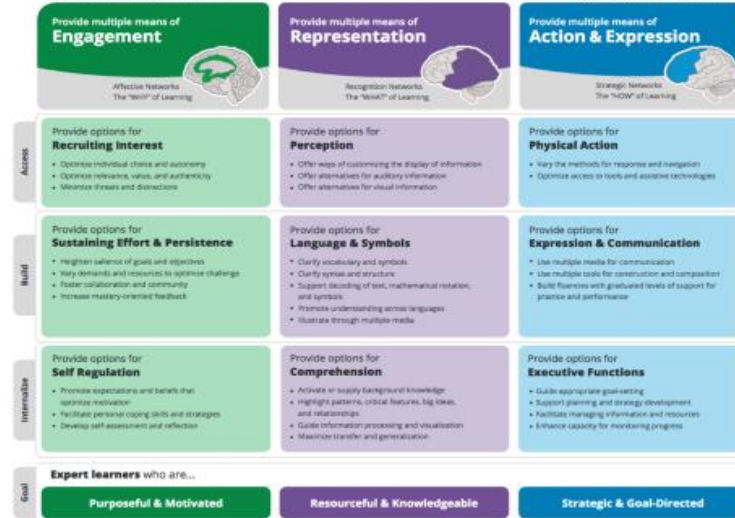 Provide multiple means of
Engagement
Affective Networks
The "WHY" of Learning
Provide multiple means of
Representation
Recognition Networks
The "WHAT" of Learning
Provide multiple means of
Action & Expression
Strategic Networks
The "HOW" of Learning
Access
Provide options for
Recruiting Interest
• Optimize individual choice and autonomy
• Optimize relevance, value, and authenticity
• Minimize threats and distractions
Provide options for
Perception
• Offer ways of customizing the display of information
• Offer alternatives for auditory information
• Offer alternatives for visual information
Provide options for
Physical Action
• Vary the methods for response and navigation
• Optimize access to tools and assistive technologies
Build
Provide options for
Sustaining Effort & Persistence
• Heighten salience of goals and objectives
• Vary demands and resources to optimize challenge
• Foster collaboration and community
• Increase mastery-oriented feedback
Provide options for
Language & Symbols
• Clarify vocabulary and symbols
• Clarify syntax and structure
• Support decoding of text, mathematical notation,
and symbols
• Promote understanding across languages
• Illustrate through multiple media
Provide options for
Expression & Communication
• Use multiple media for communication
• Use multiple tools for construction and composition
• Build fluencies with graduated levels of support for
practice and performance
Internalize
Provide options for
Self Regulation
• Promote expectations and beliefs that
optimize motivation
• Facilitate personal coping skills and strategies
• Develop self-assessment and reflection
Provide options for
Comprehension
• Activate or supply background knowledge
• Highlight patterns, critical features, big ideas,
and relationships
• Guide information processing and visualization
• Maximize transfer and generalization
Provide options for
Executive Functions
• Guide appropriate goal-setting
• Support planning and strategy development
• Facilitate managing information and resources
• Enhance capacity for monitoring progress
Goal
Expert learners who are...
Purposeful & Motivated
Resourceful & Knowledgeable
Strategic & Goal-Directed